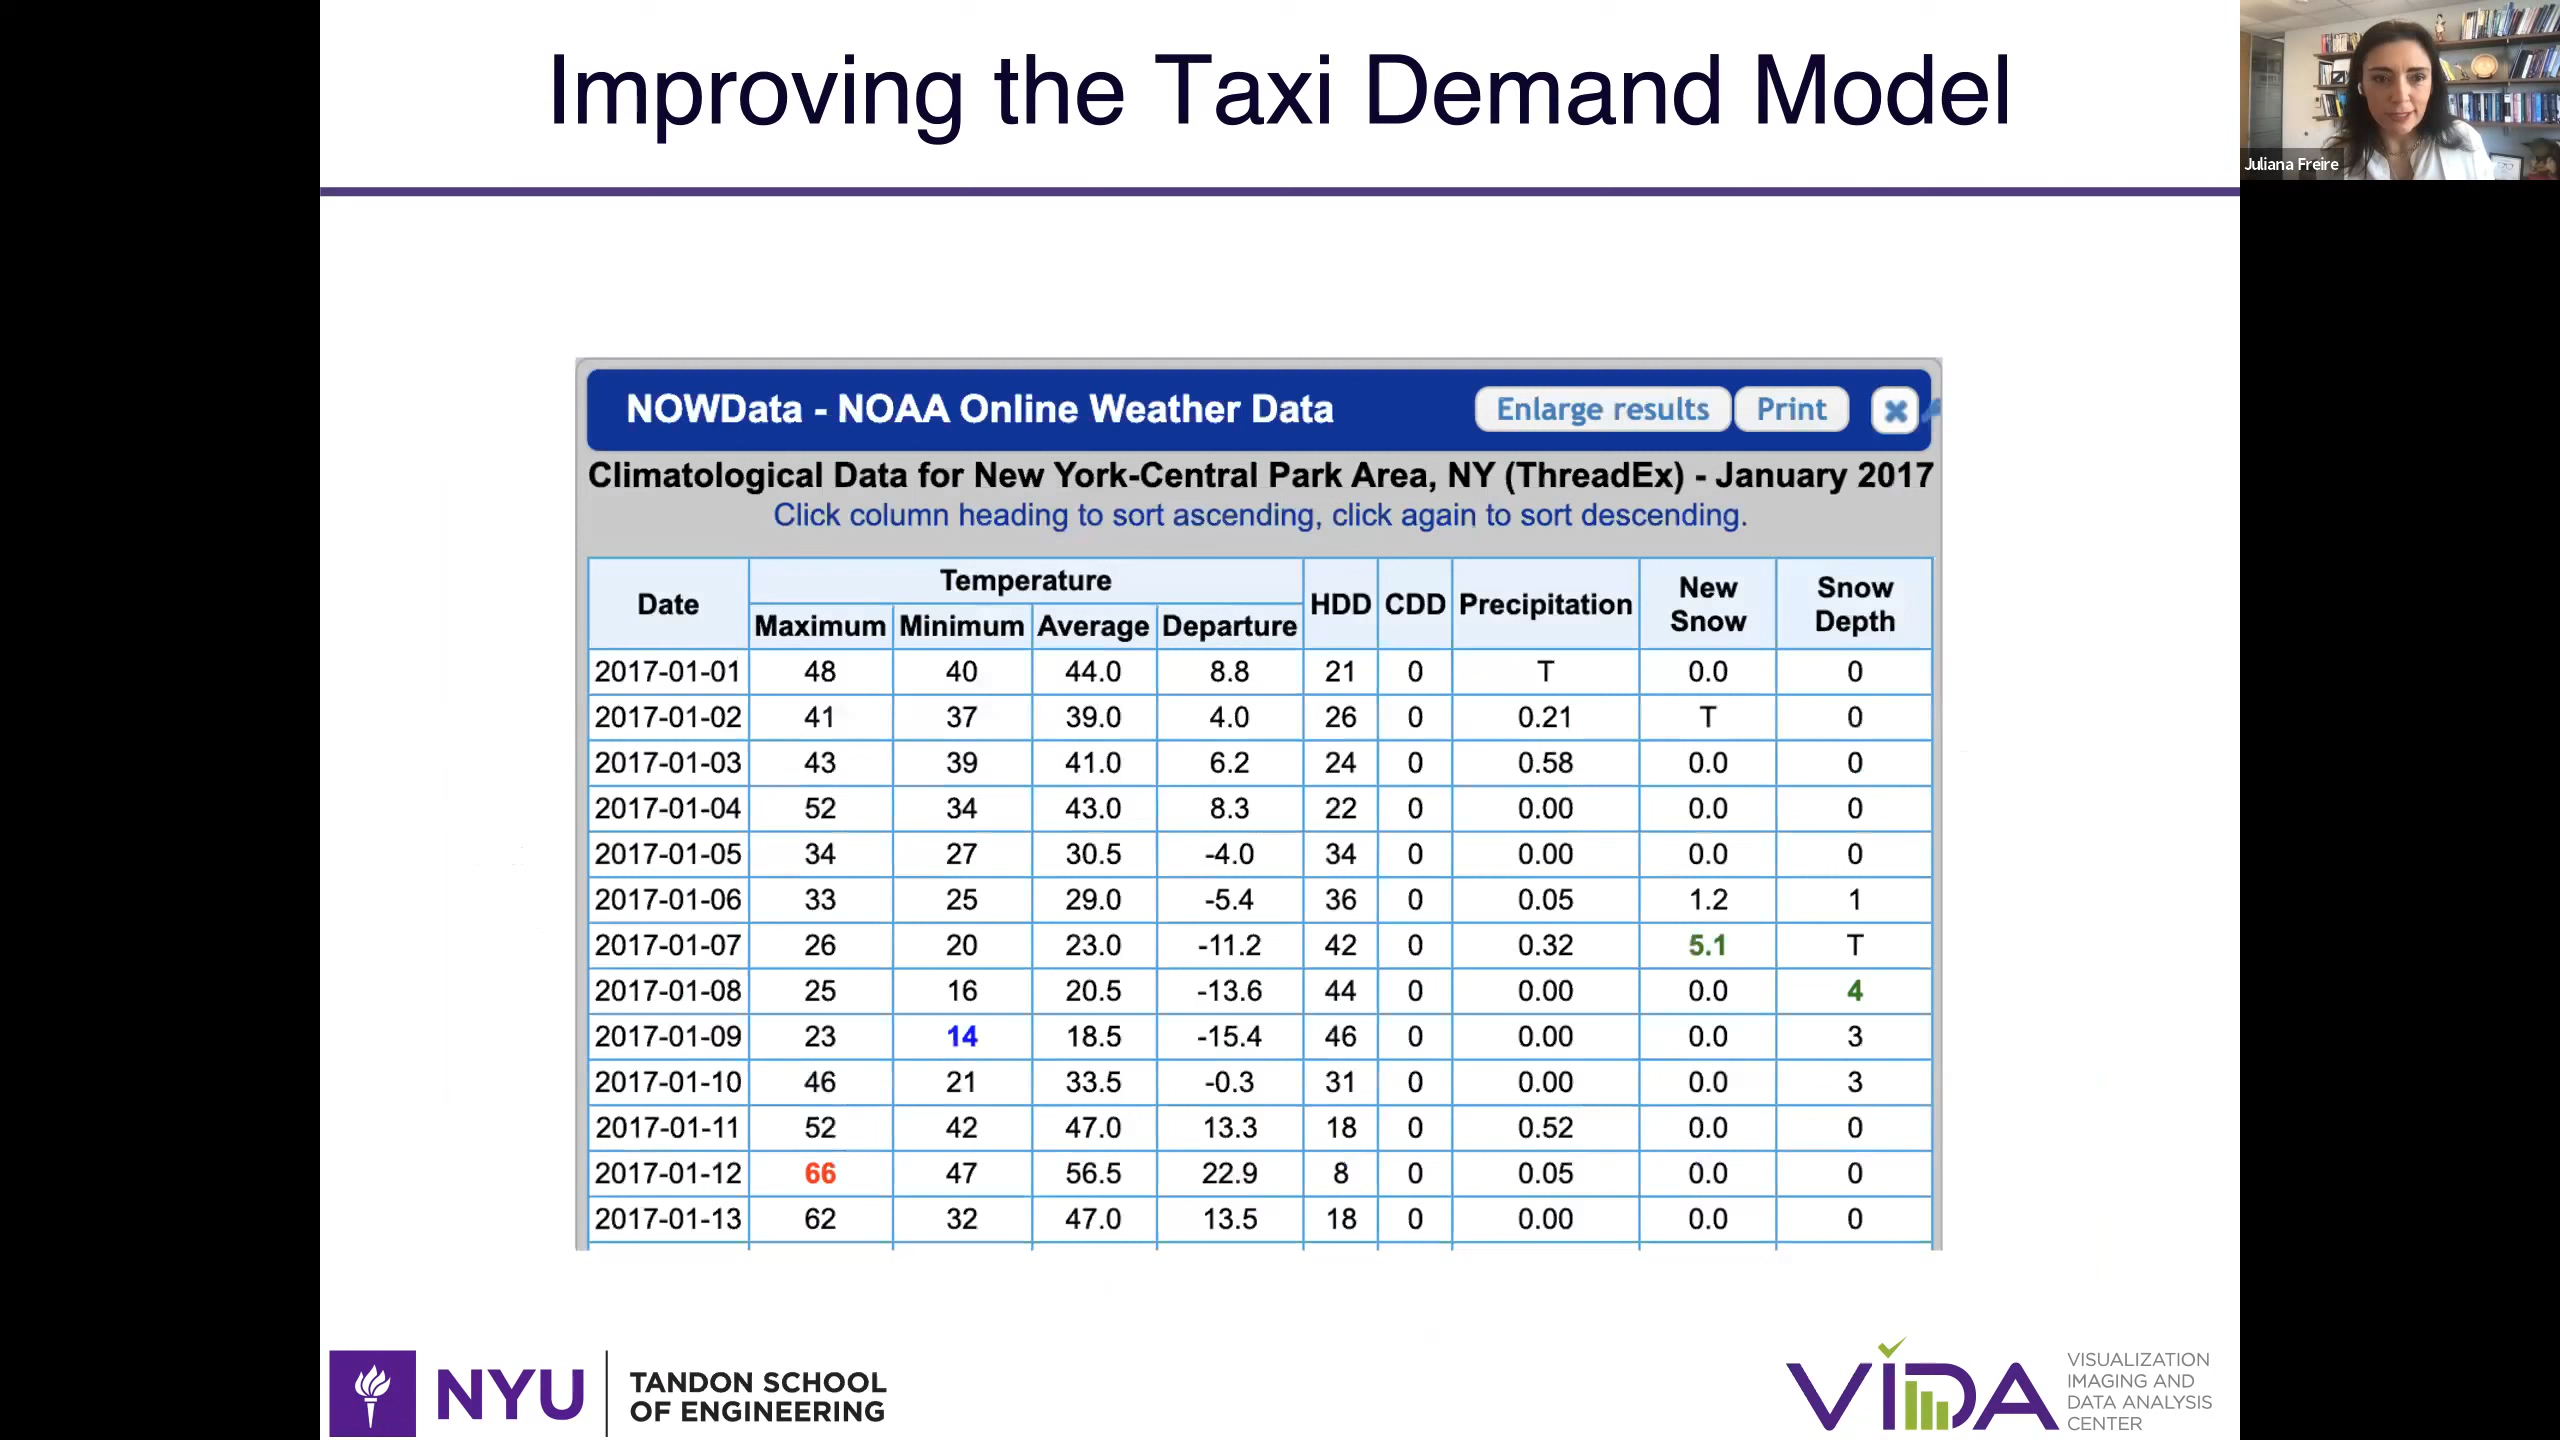 Improving the Taxi Demand Model
Juliana Freire
NOWData - NOAA Online Weather Data Enlarge results Print
Climatological Data for New York-Central Park Area, NY (ThreadEx) - January 2017
Click column heading to sort ascending, click again to sort descending.
Date Temperature HDD CDD Precipitation New Snow Snow Depth
Maximum Minimum Average Departure
2017-01-01 48 40 44.0 8.8 21 0 T 0.0 0
2017-01-02 41 37 39.0 4.0 26 0 0.21 T 0
2017-01-03 43 39 41.0 6.2 24 0 0.58 0.0 0
2017-01-04 52 34 43.0 8.3 22 0 0.00 0.0 0
2017-01-05 34 27 30.5 -4.0 34 0 0.00 0.0 0
2017-01-06 33 25 29.0 -5.4 36 0 0.05 1.2 1
2017-01-07 26 20 23.0 -11.2 42 0 0.32 5.1 T
2017-01-08 25 16 20.5 -13.6 44 0 0.00 0.0 4
2017-01-09 23 14 18.5 -15.4 46 0 0.00 0.0 3
2017-01-10 46 21 33.5 -0.3 31 0 0.00 0.0 3
2017-01-11 52 42 47.0 13.3 18 0 0.52 0.0 0
2017-01-12 66 47 56.5 22.9 8 0 0.05 0.0 0
2017-01-13 62 32 47.0 13.5 18 0 0.00 0.0 0
NYU
TANDON SCHOOL
OF ENGINEERING
VIDA
VISUALIZATION
IMAGING AND
DATA ANALYSIS
CENTER